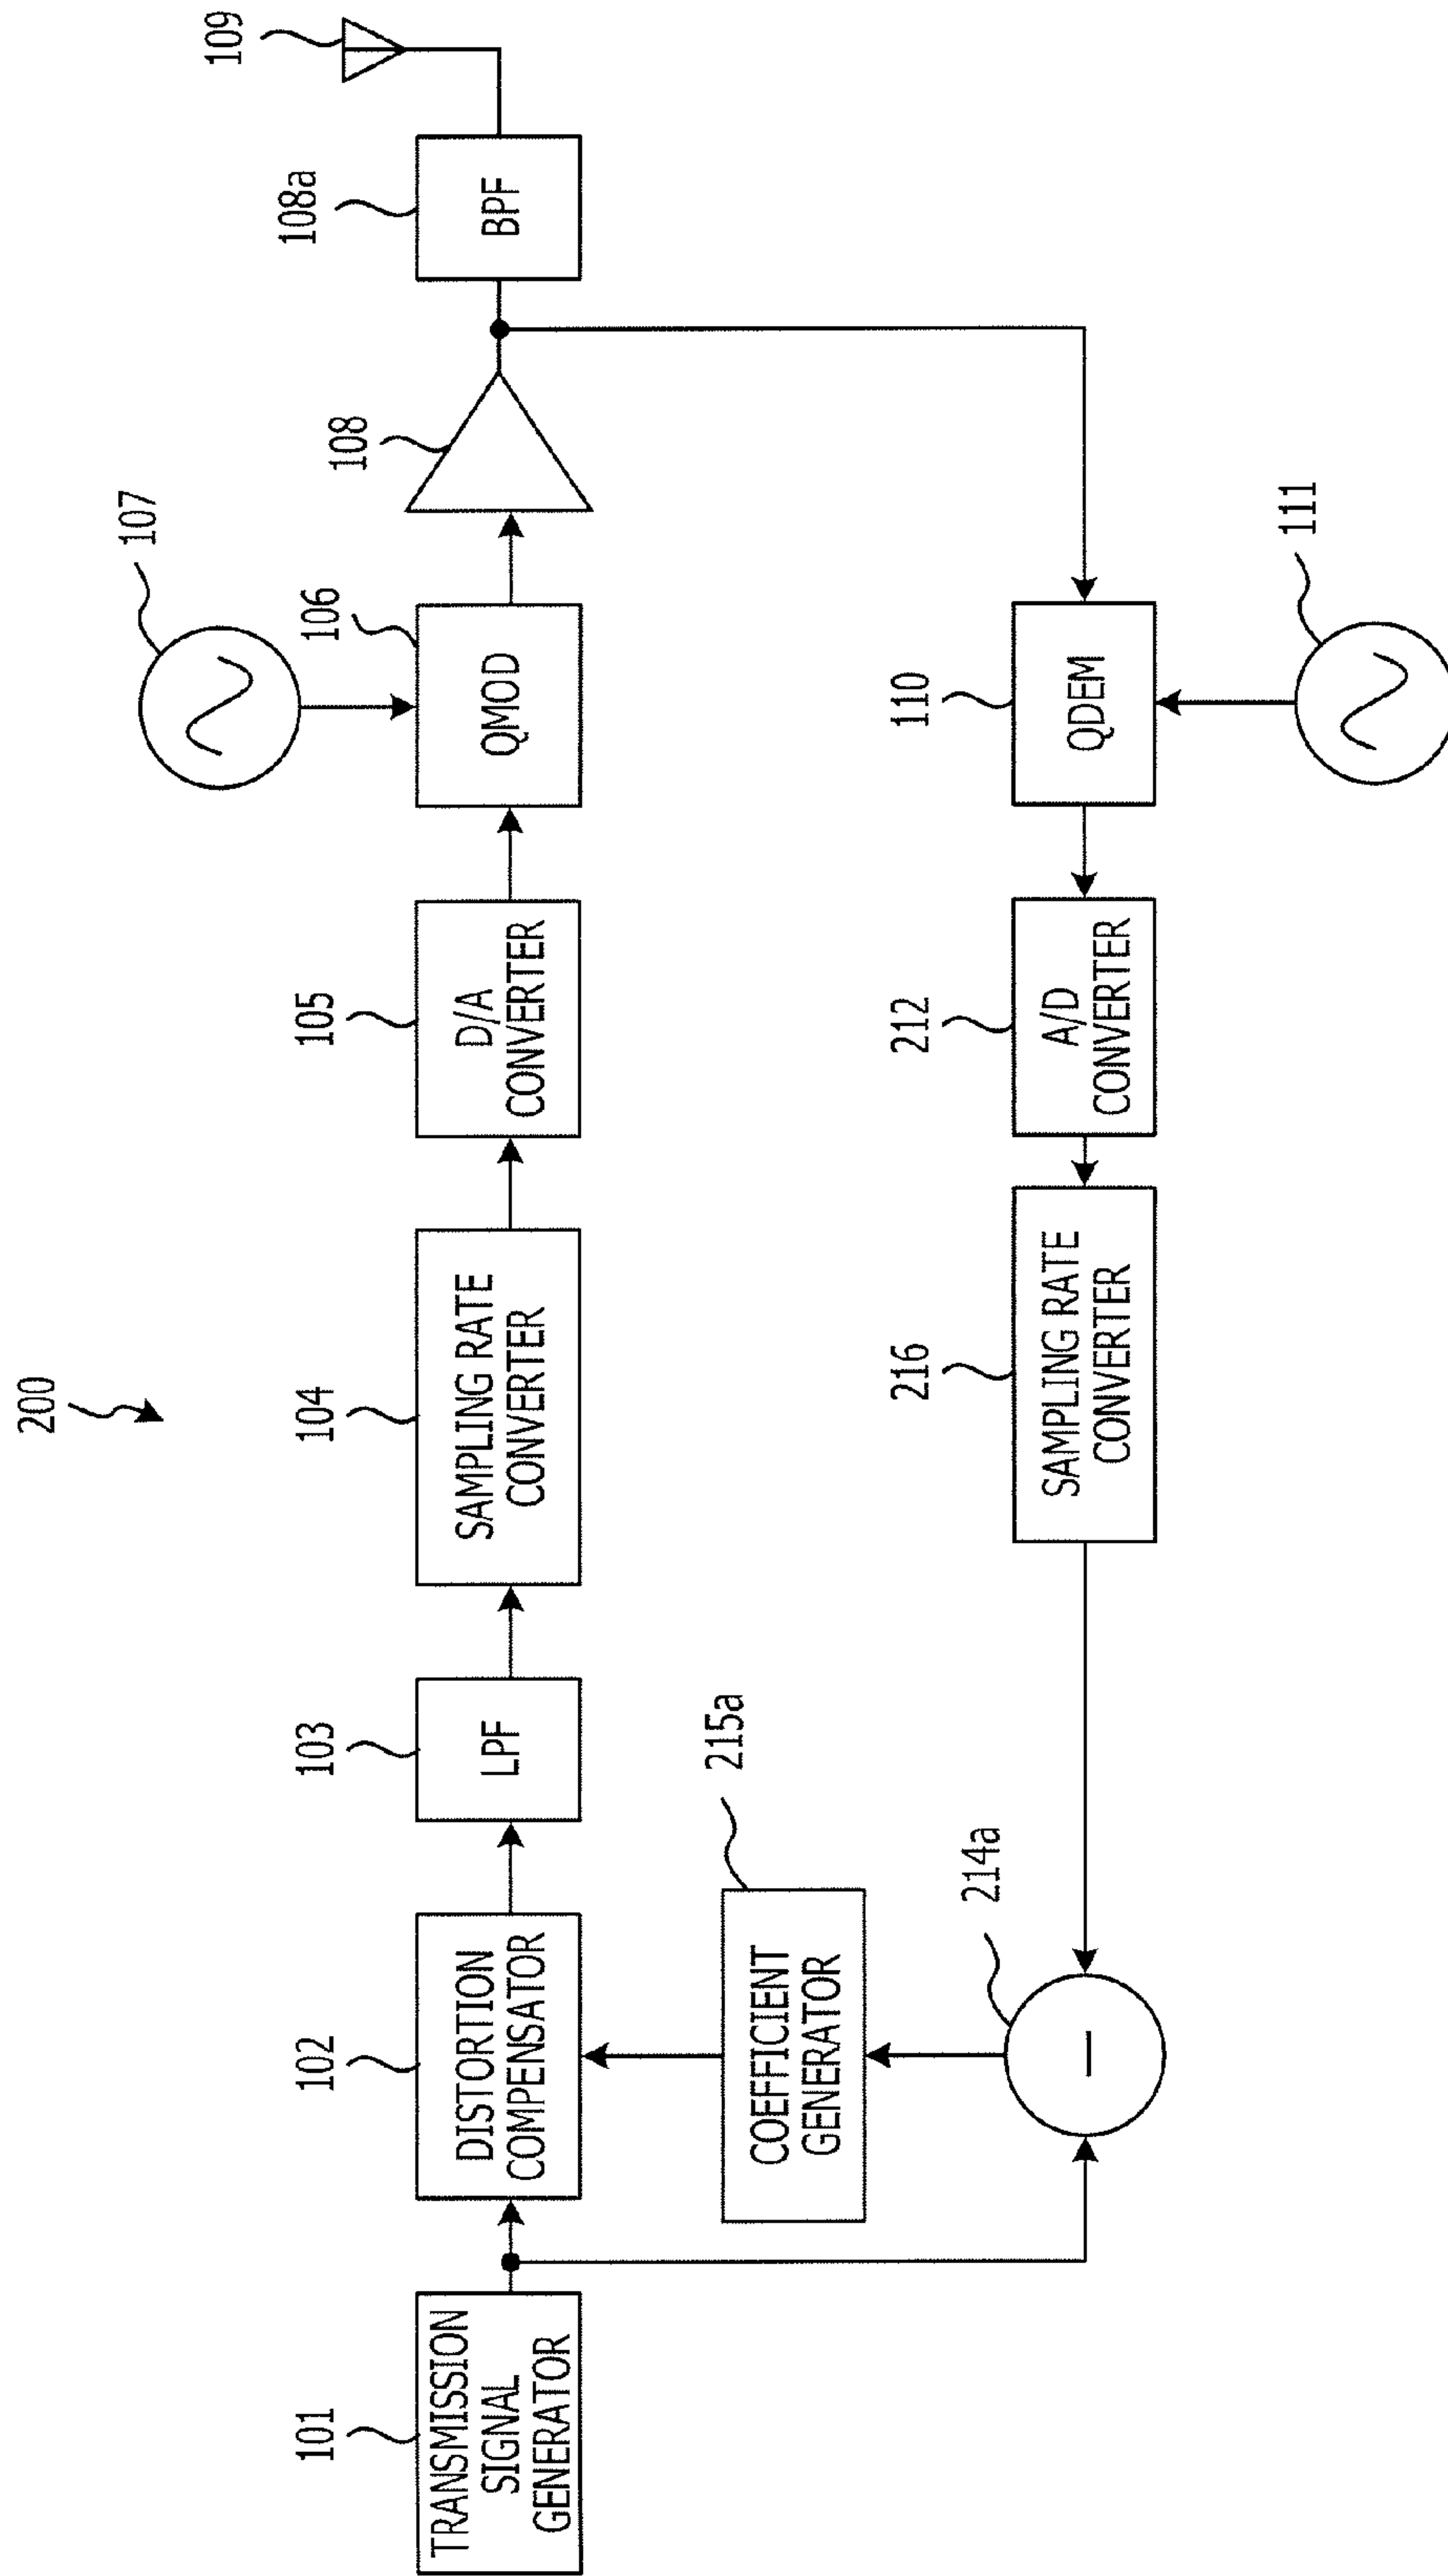 200
107
109
101
102
103
104
105
106
108
108a
TRANSMISSION
SIGNAL
GENERATOR
DISTORTION
COMPENSATOR
LPF
SAMPLING RATE
CONVERTER
D/A
CONVERTER
QMOD
BPF
215a
COEFFICIENT
GENERATOR
214a
−
216
SAMPLING RATE
CONVERTER
212
A/D
CONVERTER
110
QDEM
111